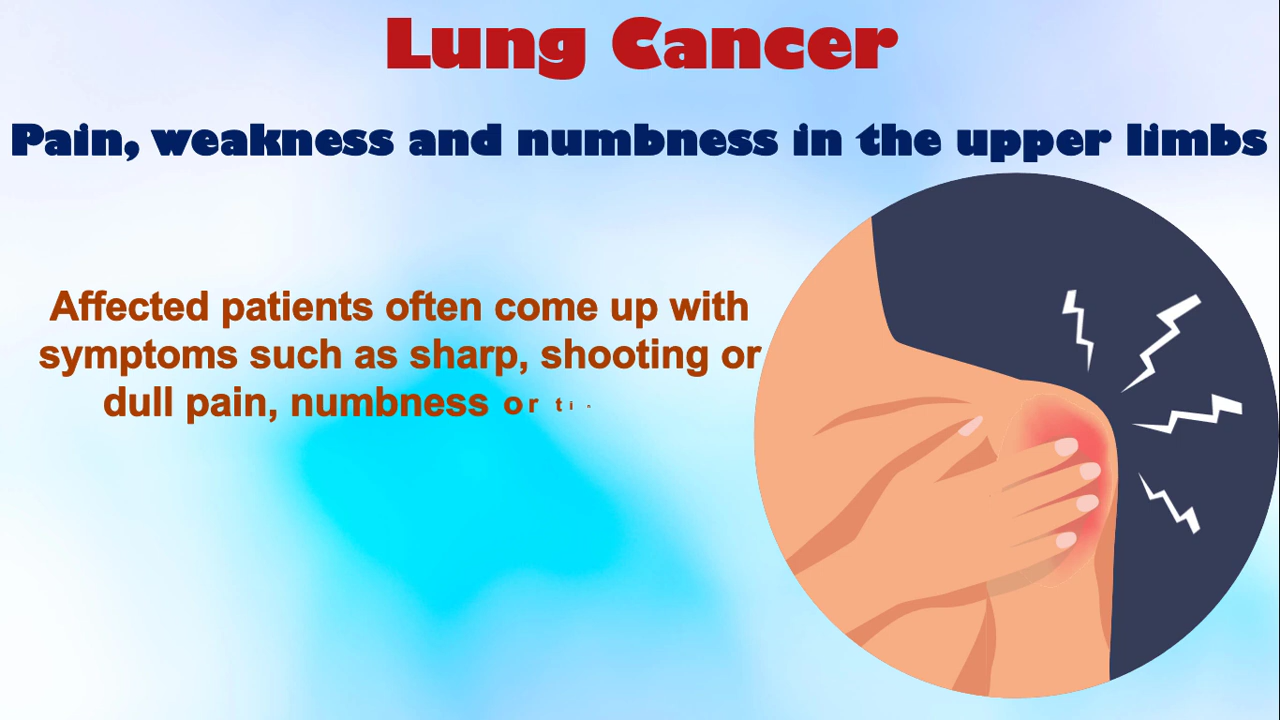 Lung Cancer
Pain, weakness and numbness in the upper limbs
Affected patients often come up with
symptoms such as sharp, shooting or
dull pain, numbness or